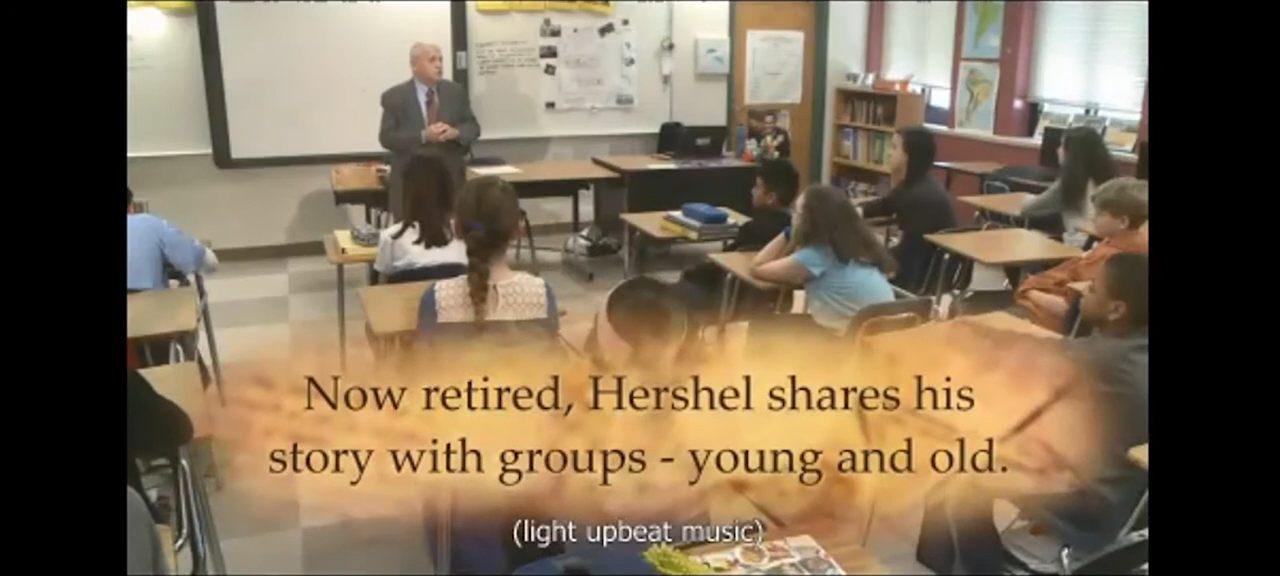 Now retired, Hershel shares his
story with groups - young and old.
(light upbeat music)